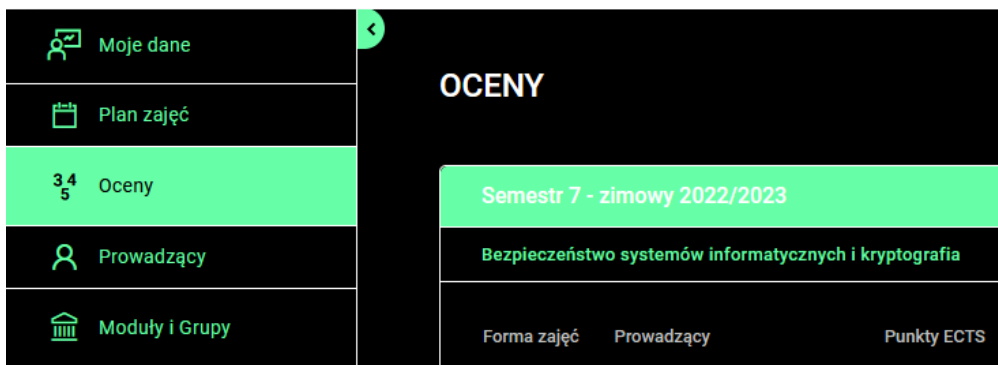 Moje dane
Plan zajęć
3 4
5
Oceny
Prowadzący
Moduły i Grupy
OCENY
Semestr 7 - zimowy 2022/2023
Bezpieczeństwo systemów informatycznych i kryptografia
Forma zajęć Prowadzący Punkty ECTS